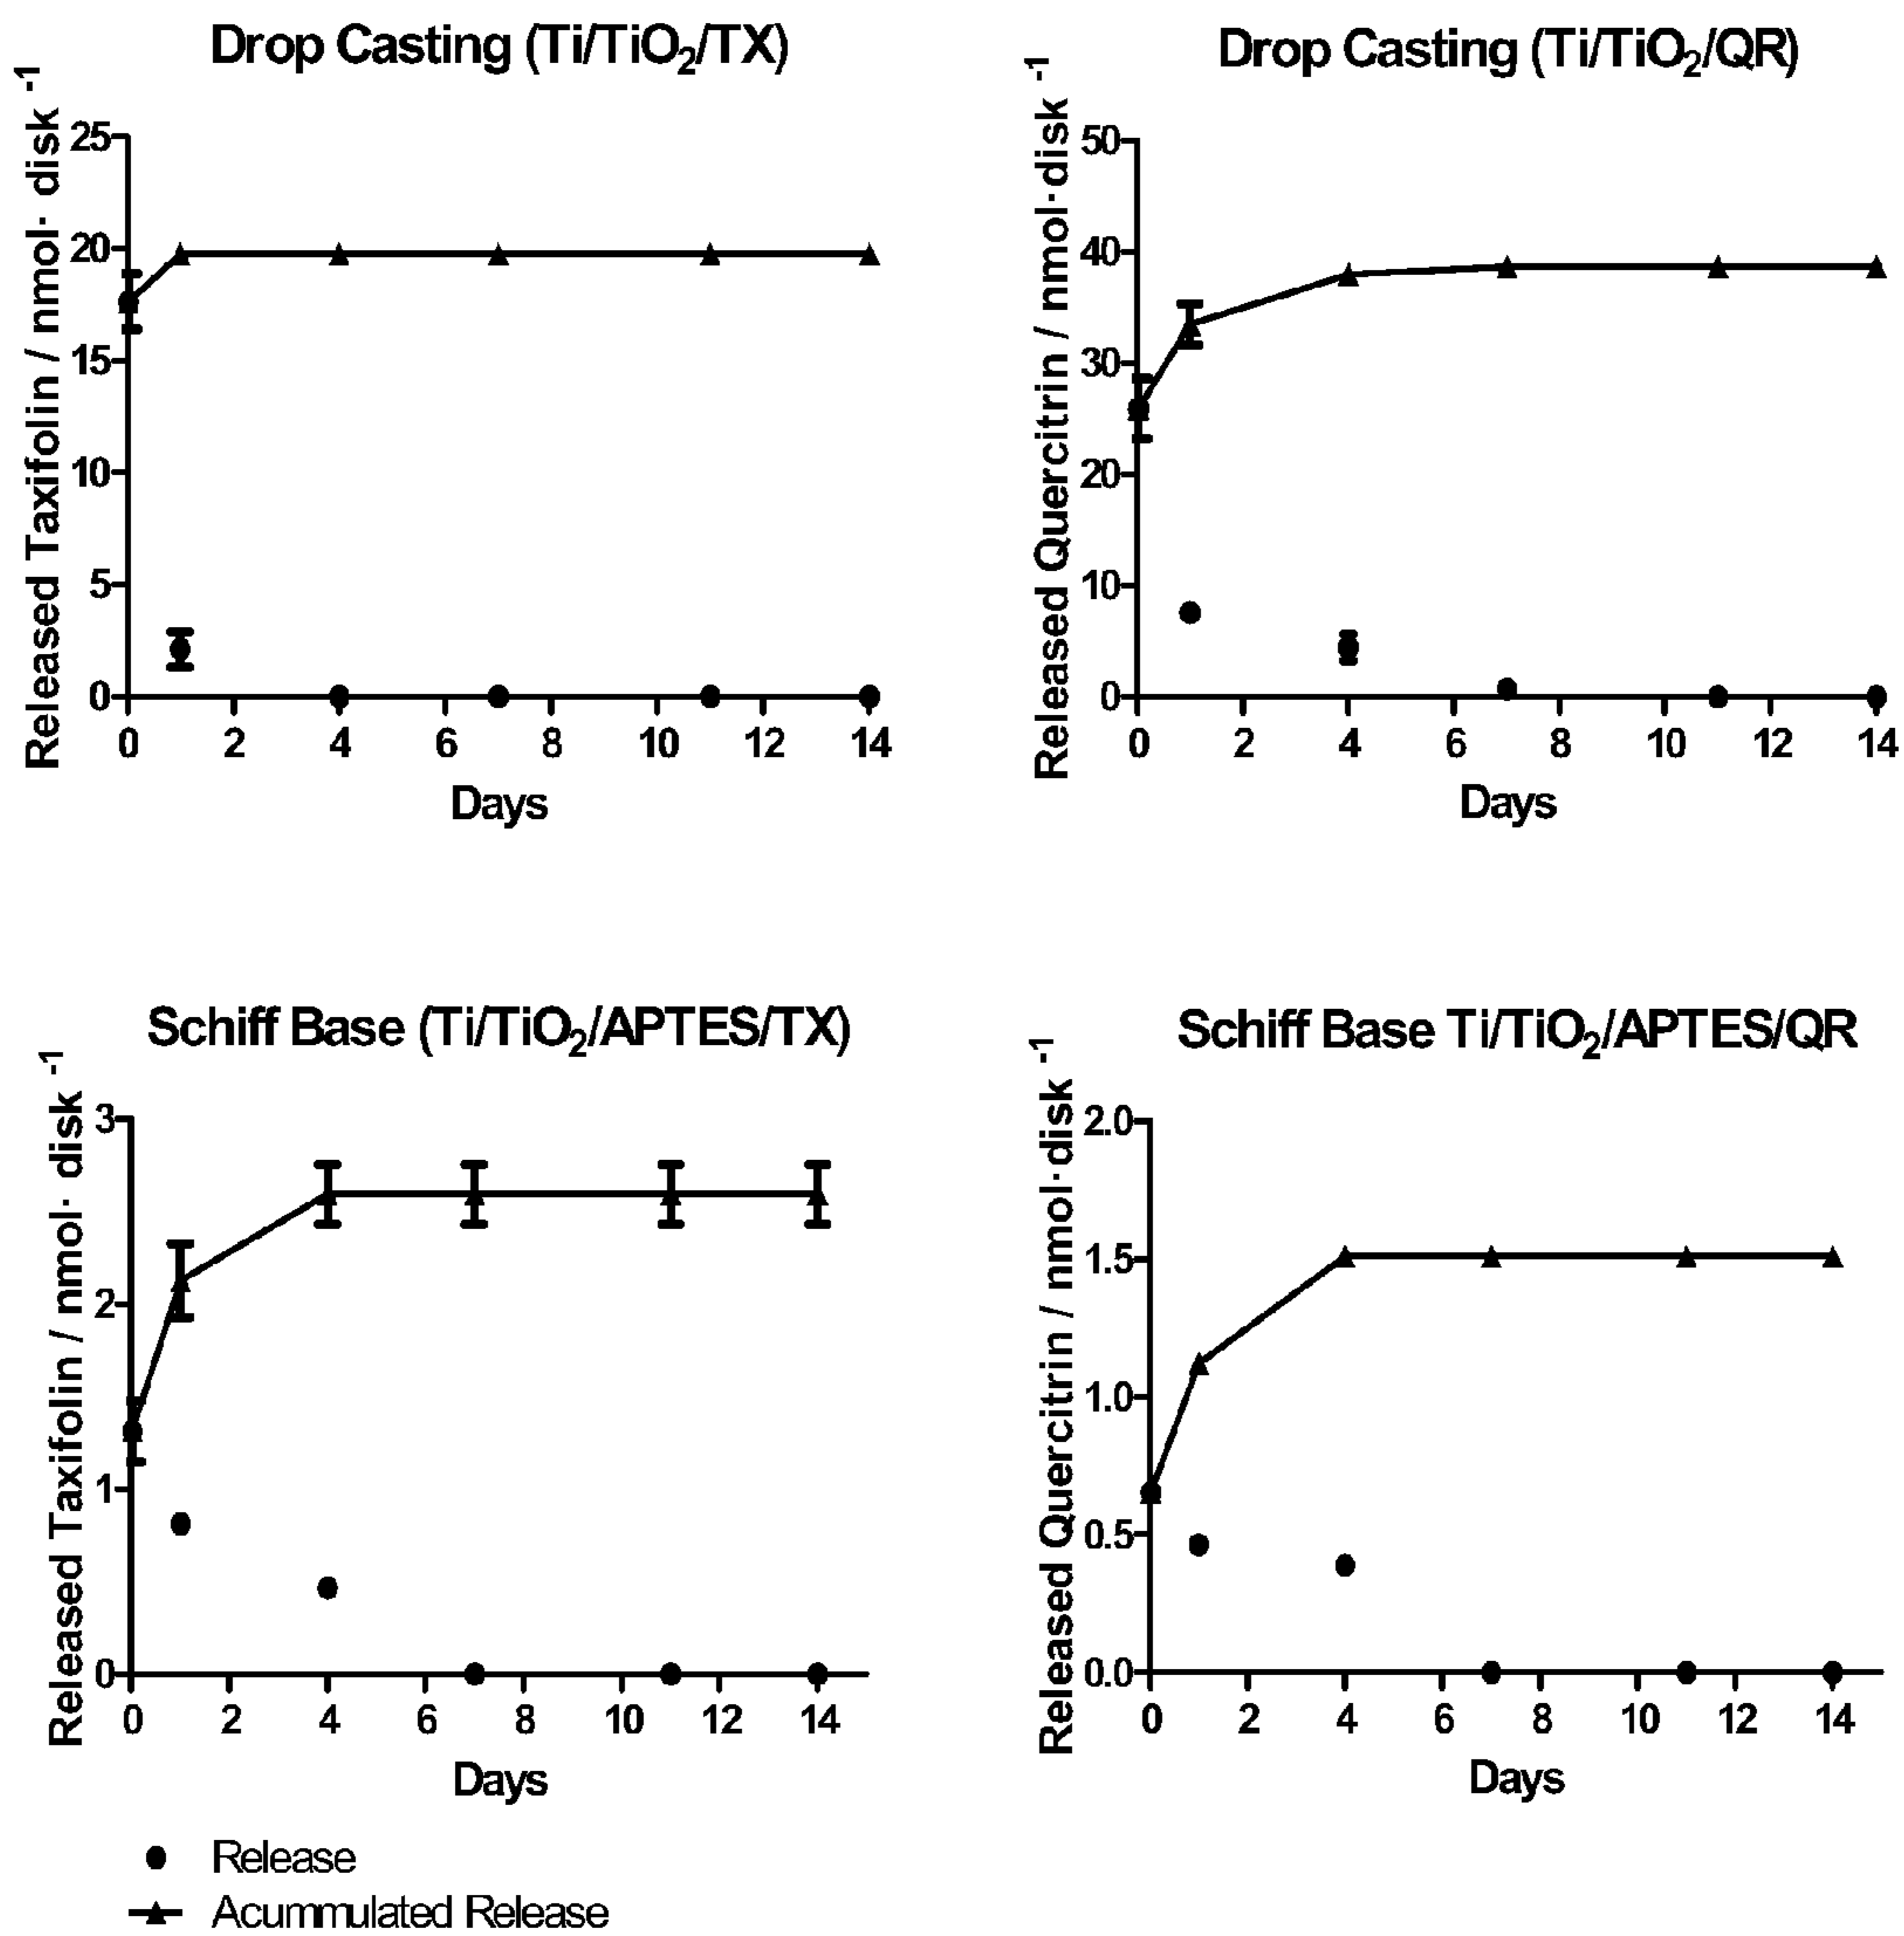 Drop Casting (Ti/TiO₂/TX)
Released Taxifolin / nmol· disk ⁻¹
25
20
15
10
5
0
0 2 4 6 8 10 12 14
Days
Drop Casting (Ti/TiO₂/QR)
Released Quercitrin / nmol·disk ⁻¹
50
40
30
20
10
0
0 2 4 6 8 10 12 14
Days
Schiff Base (Ti/TiO₂/APTES/TX)
Released Taxifolin / nmol· disk ⁻¹
3
2
1
0
0 2 4 6 8 10 12 14
Days
Schiff Base Ti/TiO₂/APTES/QR
Released Quercitrin / nmol·disk ⁻¹
2.0
1.5
1.0
0.5
0.0
0 2 4 6 8 10 12 14
Days
Release
Acummulated Release